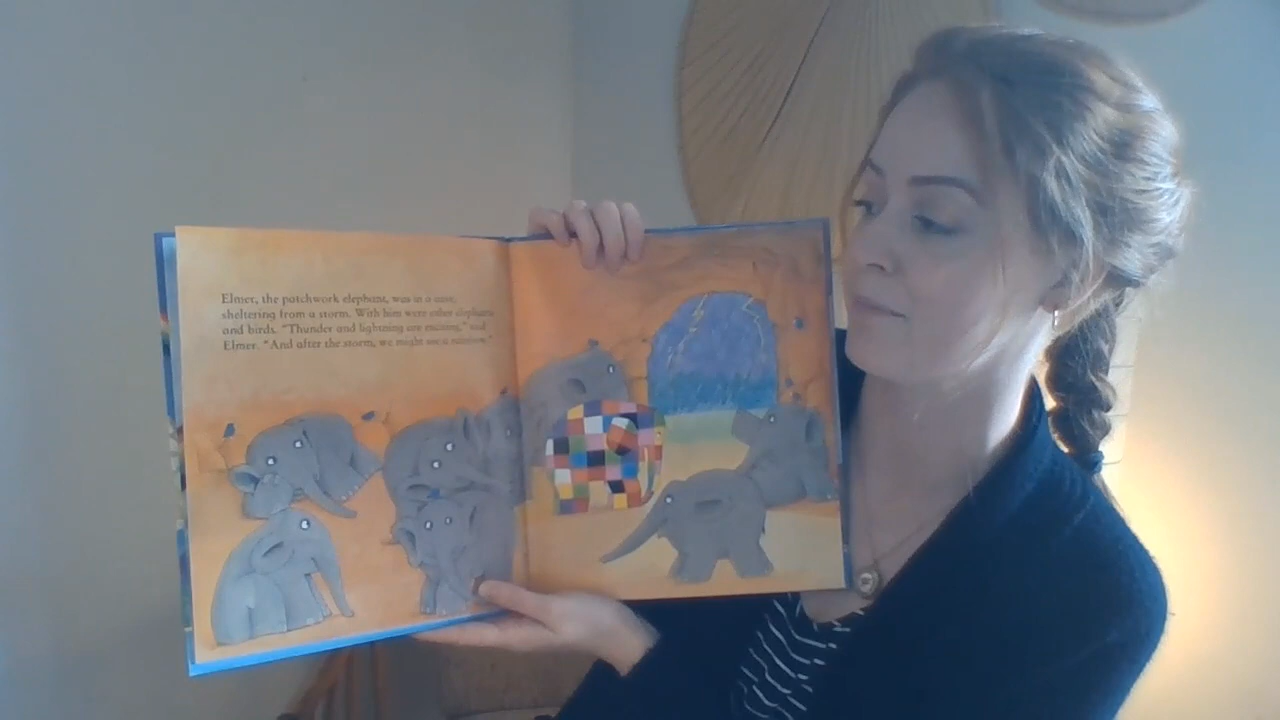 Elmer, the patchwork elephant, was in a cave,
sheltering from a storm. With him were other elephants
and birds. "Thunder and lightning are exciting," said
Elmer. "And after the storm, we might see a rainbow."